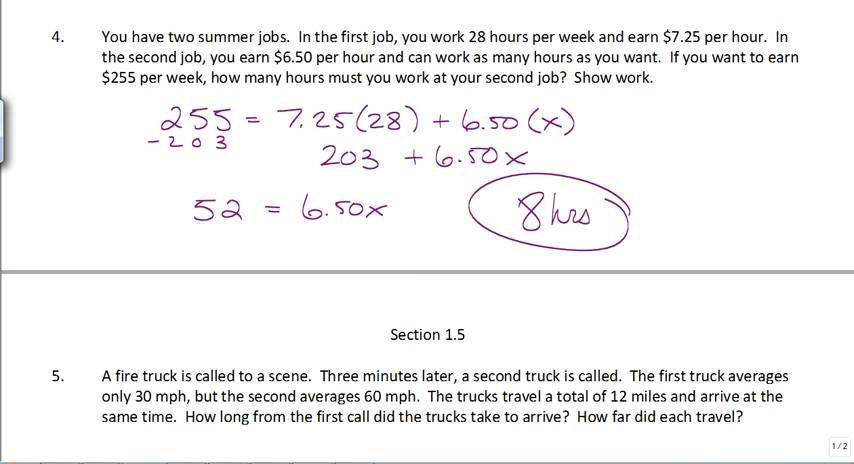 4. You have two summer jobs. In the first job, you work 28 hours per week and earn $7.25 per hour. In
the second job, you earn $6.50 per hour and can work as many hours as you want. If you want to earn
$255 per week, how many hours must you work at your second job? Show work.
255 = 7.25(28) + 6.50(x)
-203
203 + 6.50x
52 = 6.50x
8 hrs
Section 1.5
5. A fire truck is called to a scene. Three minutes later, a second truck is called. The first truck averages
only 30 mph, but the second averages 60 mph. The trucks travel a total of 12 miles and arrive at the
same time. How long from the first call did the trucks take to arrive? How far did each travel?
1/2